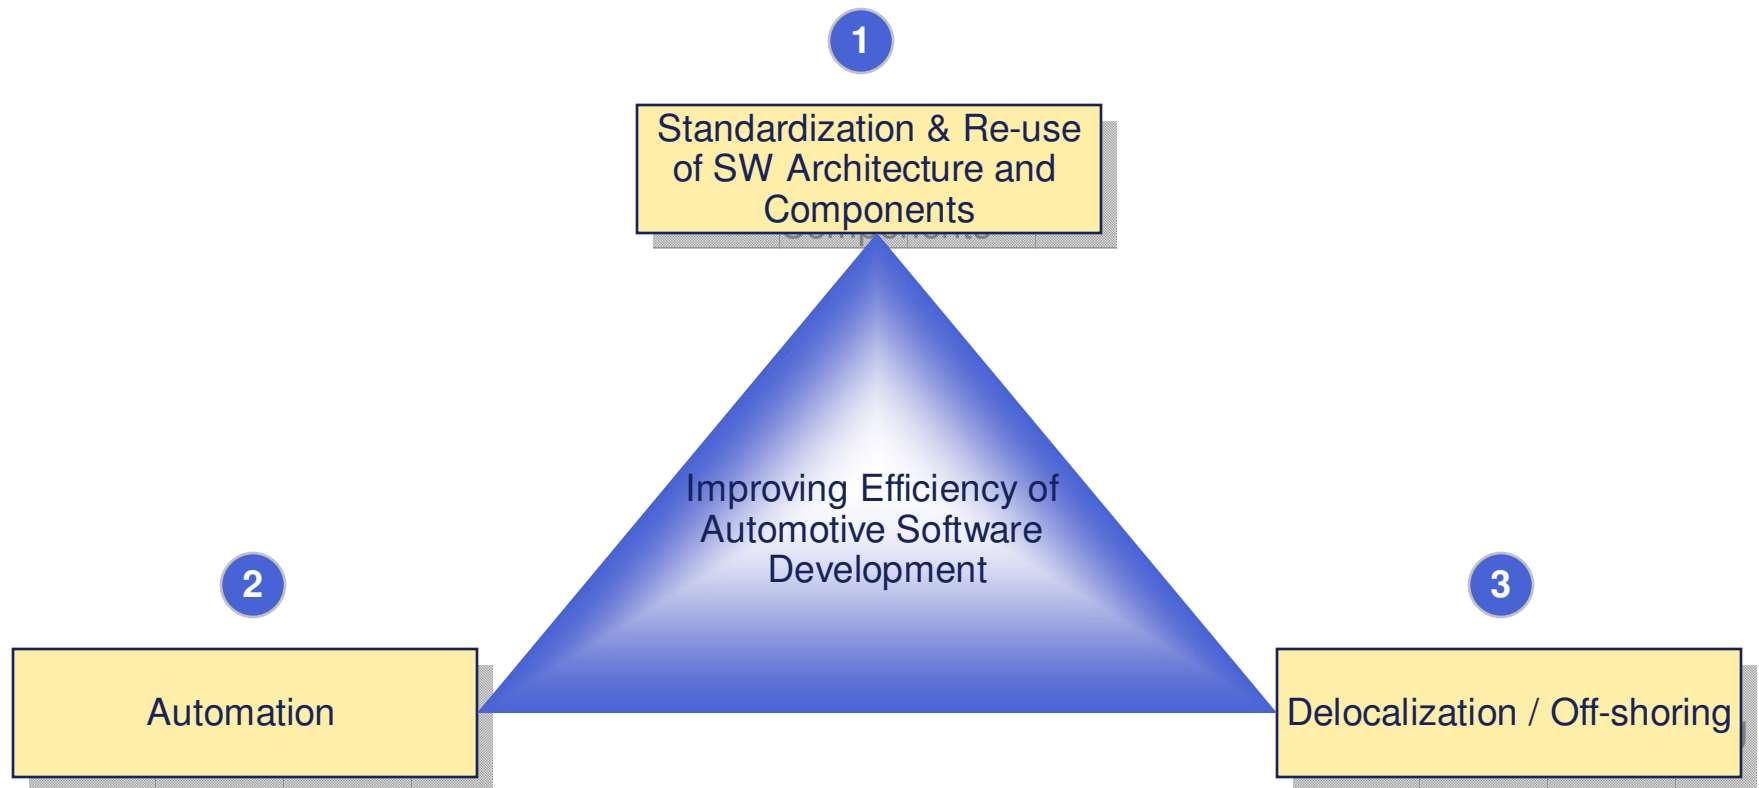 1
Standardization & Re-use
of SW Architecture and
Components
Improving Efficiency of
Automotive Software
Development
2
Automation
3
Delocalization / Off-shoring